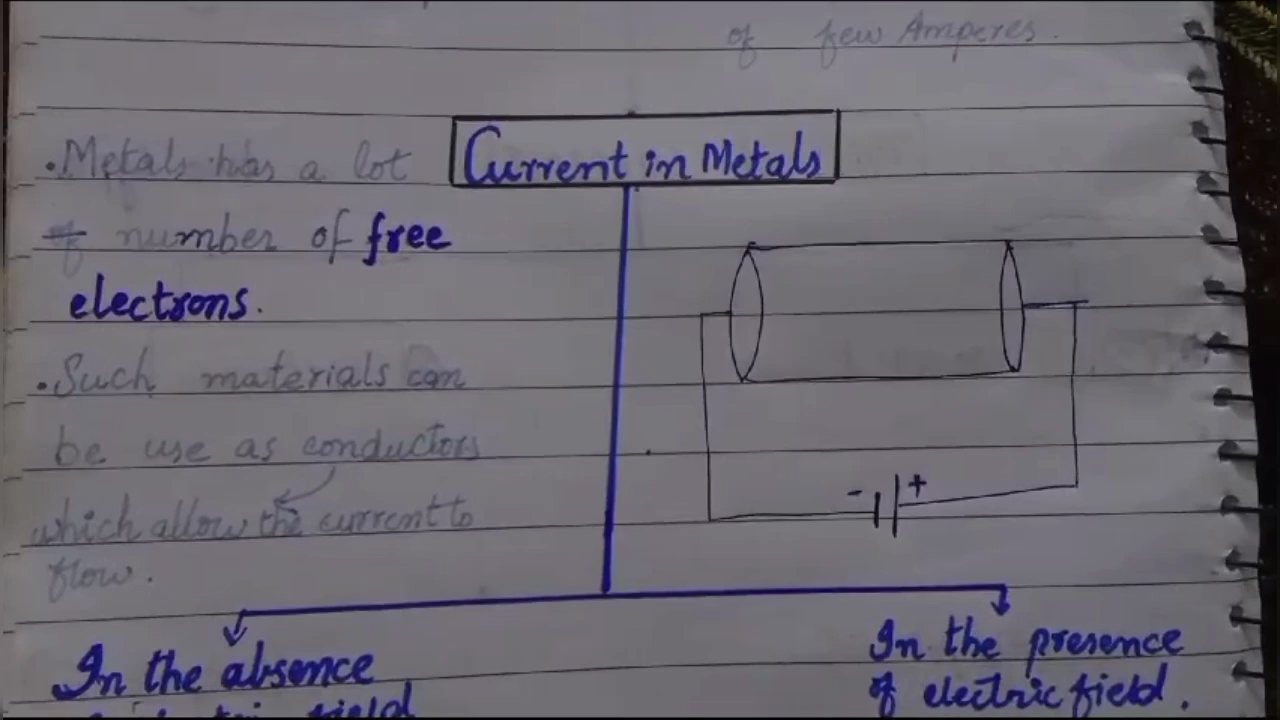 of few Amperes.
Current in Metals
. Metals has a lot
of number of free
electrons.
. Such materials can
be use as conductors
which allow the current to
flow.
- +
In the absence
field
In the presence
of electric field.